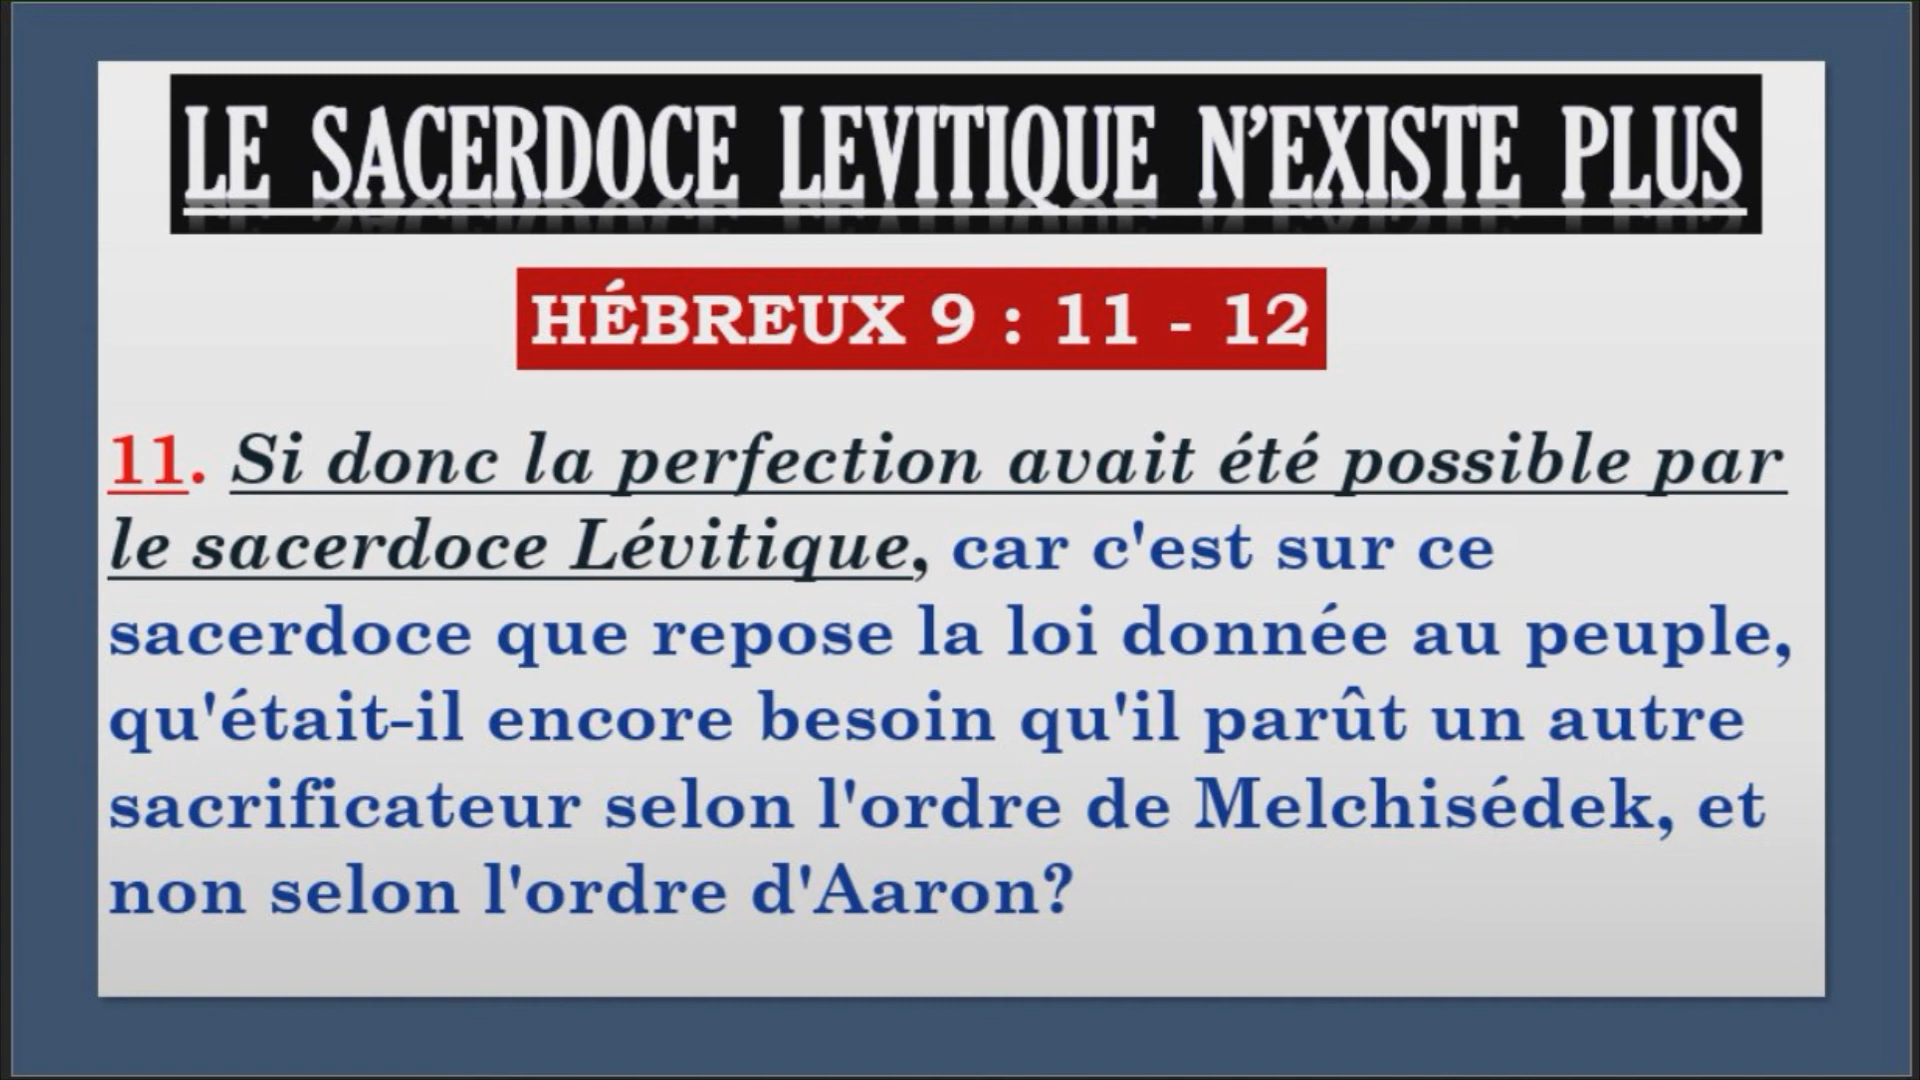 LE SACERDOCE LEVITIQUE N'EXISTE PLUS
HÉBREUX 9 : 11 - 12
11. Si donc la perfection avait été possible par
le sacerdoce Lévitique, car c'est sur ce
sacerdoce que repose la loi donnée au peuple,
qu'était-il encore besoin qu'il parût un autre
sacrificateur selon l'ordre de Melchisédek, et
non selon l'ordre d'Aaron?